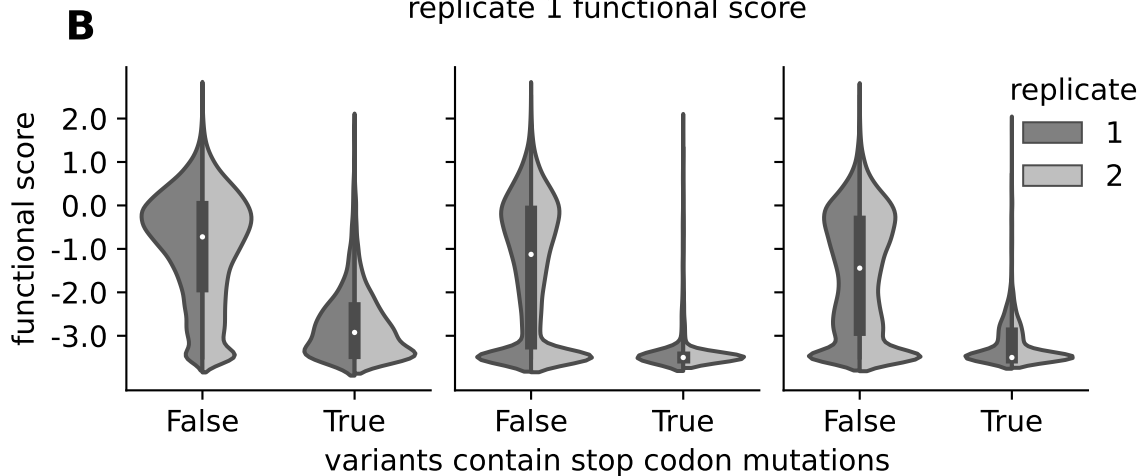 replicate 1 functional score
B
functional score
2.0
1.0
0.0
-1.0
-2.0
-3.0
replicate
1
2
False True False True False True
variants contain stop codon mutations